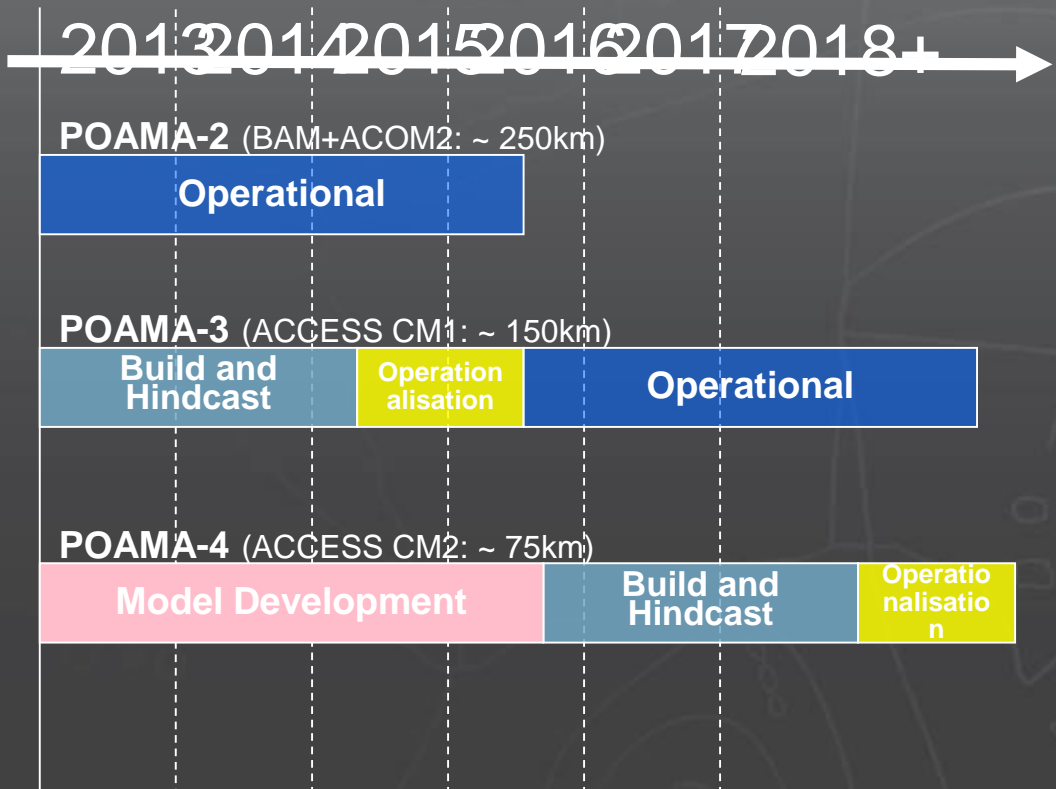 2013 2014 2015 2016 2017 2018+
POAMA-2 (BAM+ACOM2: ~ 250km)
Operational
POAMA-3 (ACCESS CM1: ~ 150km)
Build and
Hindcast
Operation
alisation
Operational
POAMA-4 (ACCESS CM2: ~ 75km)
Model Development
Build and
Hindcast
Operatio
nalisatio
n